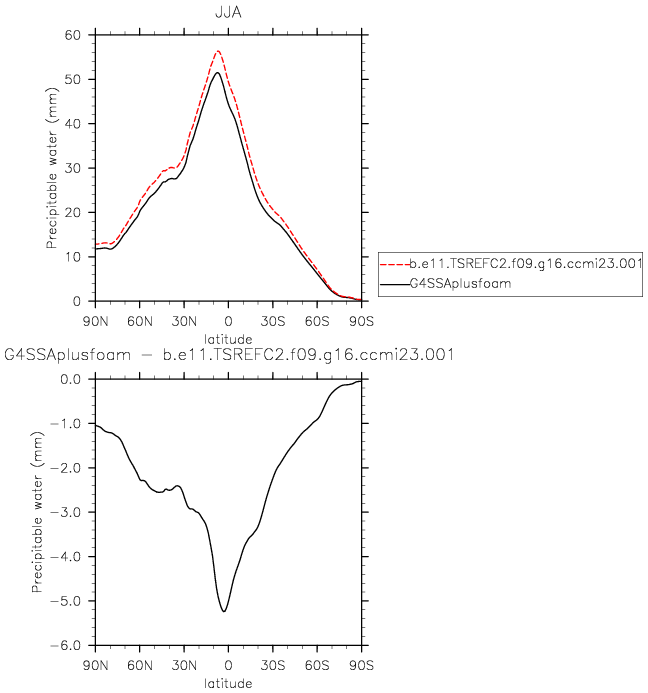 JJA
60
50
40
30
20
10
0
Precipitable water (mm)
90N 60N 30N 0 30S 60S 90S
latitude
b.e11.TSREFC2.f09.g16.ccmi23.001
G4SSAplusfoam
G4SSAplusfoam − b.e11.TSREFC2.f09.g16.ccmi23.001
0.0
−1.0
−2.0
−3.0
−4.0
−5.0
−6.0
Precipitable water (mm)
90N 60N 30N 0 30S 60S 90S
latitude